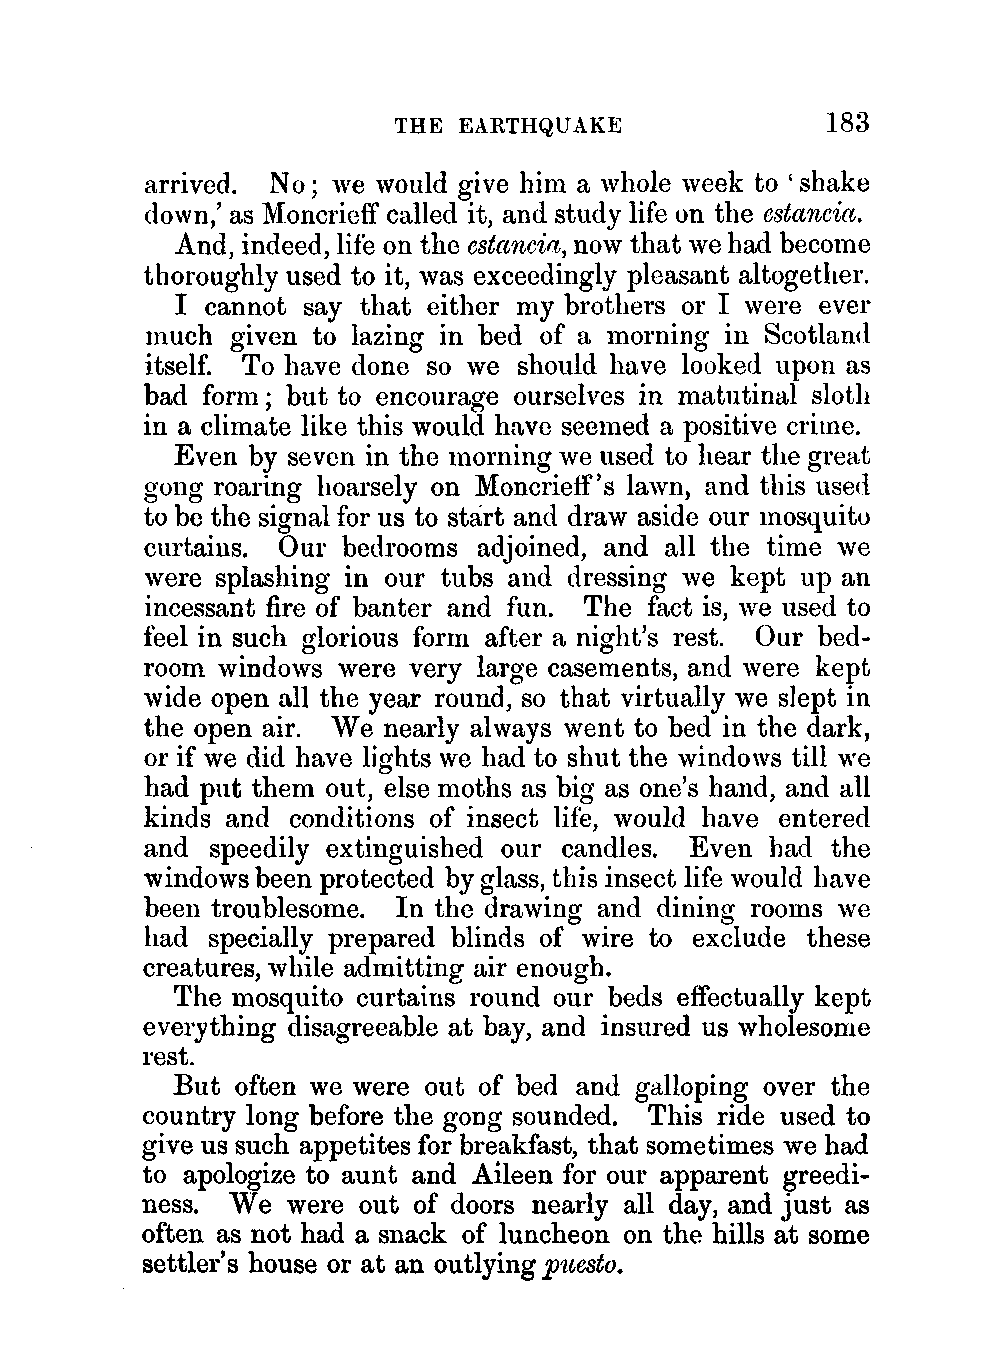 THE EARTHQUAKE 183
arrived. No; we would give him a whole week to ‘shake
down,’ as Moncrieff called it, and study life on the estancia.
And, indeed, life on the estancia, now that we had become
thoroughly used to it, was exceedingly pleasant altogether.
I cannot say that either my brothers or I were ever
much given to lazing in bed of a morning in Scotland
itself. To have done so we should have looked upon as
bad form; but to encourage ourselves in matutinal sloth
in a climate like this would have seemed a positive crime.
Even by seven in the morning we used to hear the great
gong roaring hoarsely on Moncrieff’s lawn, and this used
to be the signal for us to start and draw aside our mosquito
curtains. Our bedrooms adjoined, and all the time we
were splashing in our tubs and dressing we kept up an
incessant fire of banter and fun. The fact is, we used to
feel in such glorious form after a night’s rest. Our bed-
room windows were very large casements, and were kept
wide open all the year round, so that virtually we slept in
the open air. We nearly always went to bed in the dark,
or if we did have lights we had to shut the windows till we
had put them out, else moths as big as one’s hand, and all
kinds and conditions of insect life, would have entered
and speedily extinguished our candles. Even had the
windows been protected by glass, this insect life would have
been troublesome. In the drawing and dining rooms we
had specially prepared blinds of wire to exclude these
creatures, while admitting air enough.
The mosquito curtains round our beds effectually kept
everything disagreeable at bay, and insured us wholesome
rest.
But often we were out of bed and galloping over the
country long before the gong sounded. This ride used to
give us such appetites for breakfast, that sometimes we had
to apologize to aunt and Aileen for our apparent greedi-
ness. We were out of doors nearly all day, and just as
often as not had a snack of luncheon on the hills at some
settler’s house or at an outlying puesto.